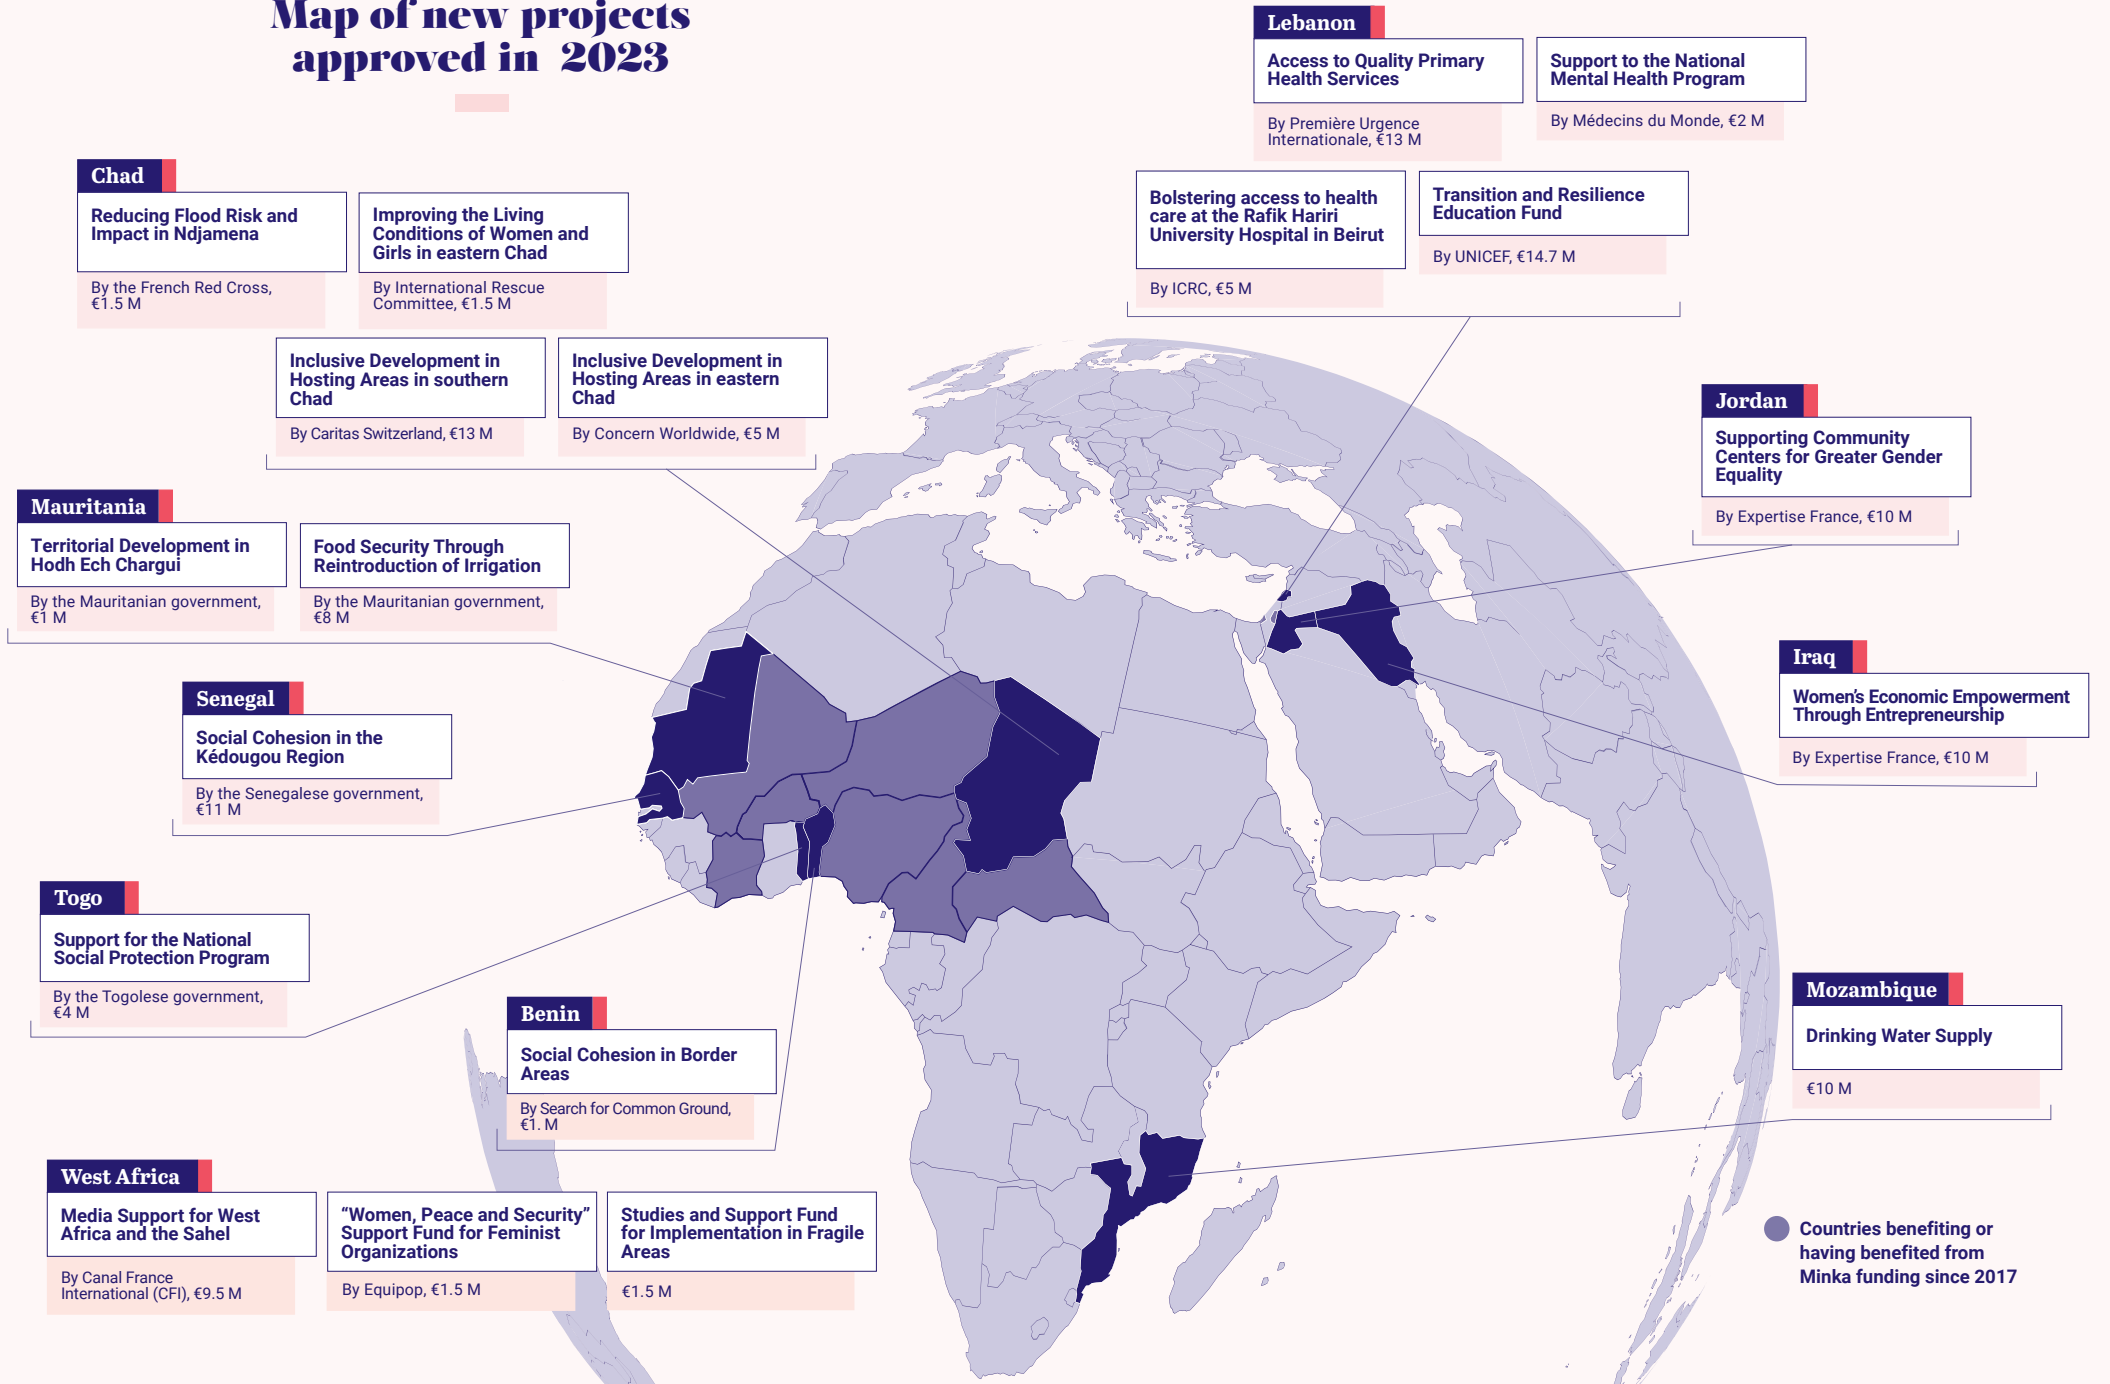 Map of new projects
approved in 2023
Lebanon
Access to Quality Primary
Health Services
By Première Urgence
Internationale, €13 M
Support to the National
Mental Health Program
By Médecins du Monde, €2 M
Bolstering access to health
care at the Rafik Hariri
University Hospital in Beirut
By ICRC, €5 M
Transition and Resilience
Education Fund
By UNICEF, €14.7 M
Chad
Reducing Flood Risk and
Impact in Ndjamena
By the French Red Cross,
€1.5 M
Improving the Living
Conditions of Women and
Girls in eastern Chad
By International Rescue
Committee, €1.5 M
Inclusive Development in
Hosting Areas in southern
Chad
By Caritas Switzerland, €13 M
Inclusive Development in
Hosting Areas in eastern
Chad
By Concern Worldwide, €5 M
Jordan
Supporting Community
Centers for Greater Gender
Equality
By Expertise France, €10 M
Mauritania
Territorial Development in
Hodh Ech Chargui
By the Mauritanian government,
€1 M
Food Security Through
Reintroduction of Irrigation
By the Mauritanian government,
€8 M
Iraq
Women’s Economic Empowerment
Through Entrepreneurship
By Expertise France, €10 M
Senegal
Social Cohesion in the
Kédougou Region
By the Senegalese government,
€11 M
Togo
Support for the National
Social Protection Program
By the Togolese government,
€4 M
Benin
Social Cohesion in Border
Areas
By Search for Common Ground,
€1. M
Mozambique
Drinking Water Supply
€10 M
West Africa
Media Support for West
Africa and the Sahel
By Canal France
International (CFI), €9.5 M
“Women, Peace and Security”
Support Fund for Feminist
Organizations
By Equipop, €1.5 M
Studies and Support Fund
for Implementation in Fragile
Areas
€1.5 M
Countries benefiting or
having benefited from
Minka funding since 2017